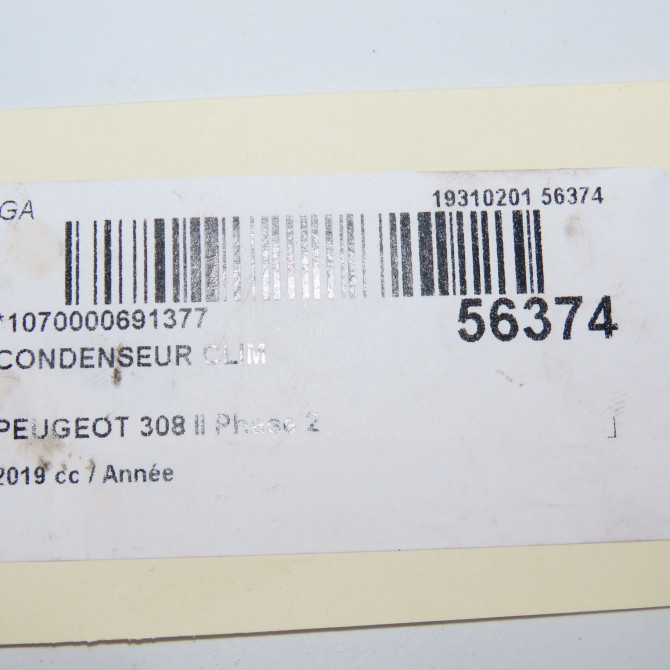 GA
19310201 56374
*1070000691377
56374
CONDENSEUR CLIM
PEUGEOT 308 II Phase 2
2019 cc / Année